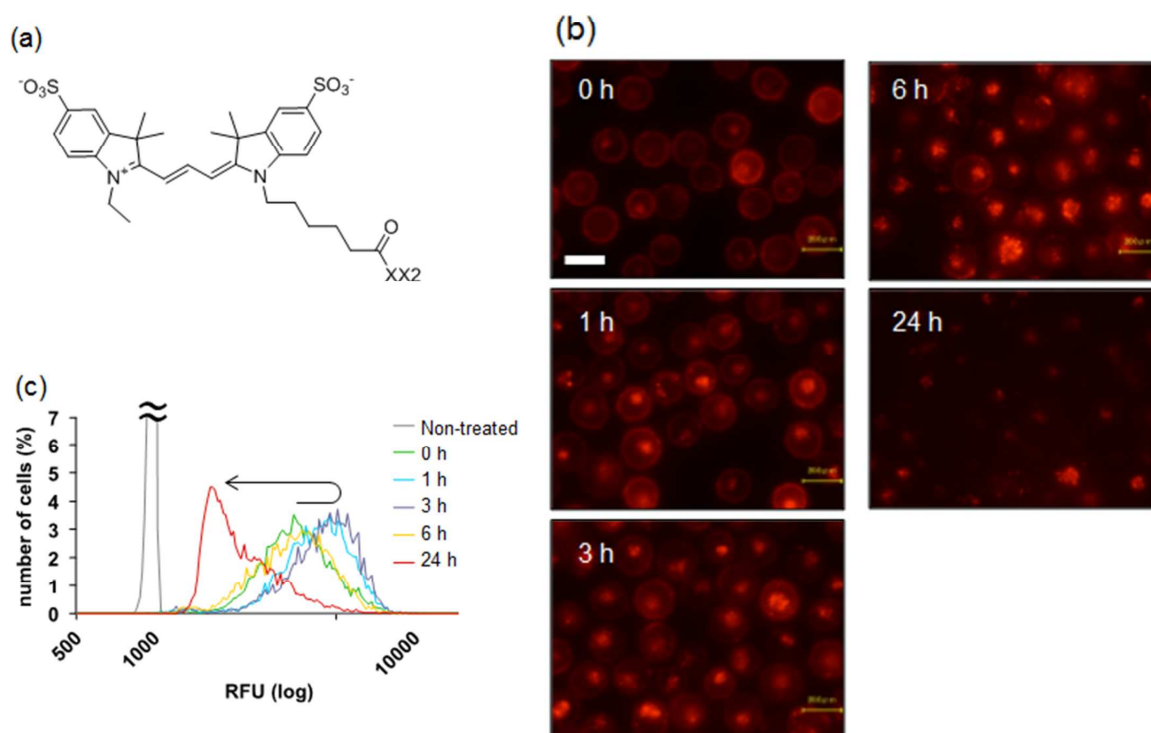 (a)
⁻O₃S
SO₃⁻
N⁺
N
O
XX2
(b)
0 h
6 h
1 h
24 h
3 h
(c)
number of cells (%)
7
6
5
4
3
2
1
0
500
1000
10000
RFU (log)
Non-treated
0 h
1 h
3 h
6 h
24 h